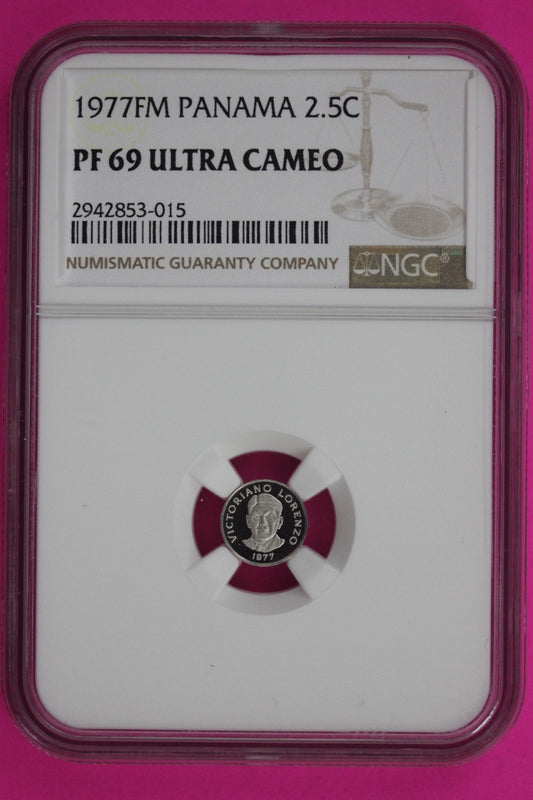 1977FM PANAMA 2.5C
PF 69 ULTRA CAMEO
2942853-015
NUMISMATIC GUARANTY COMPANY
NGC®
VICTORIANO LORENZO
1977